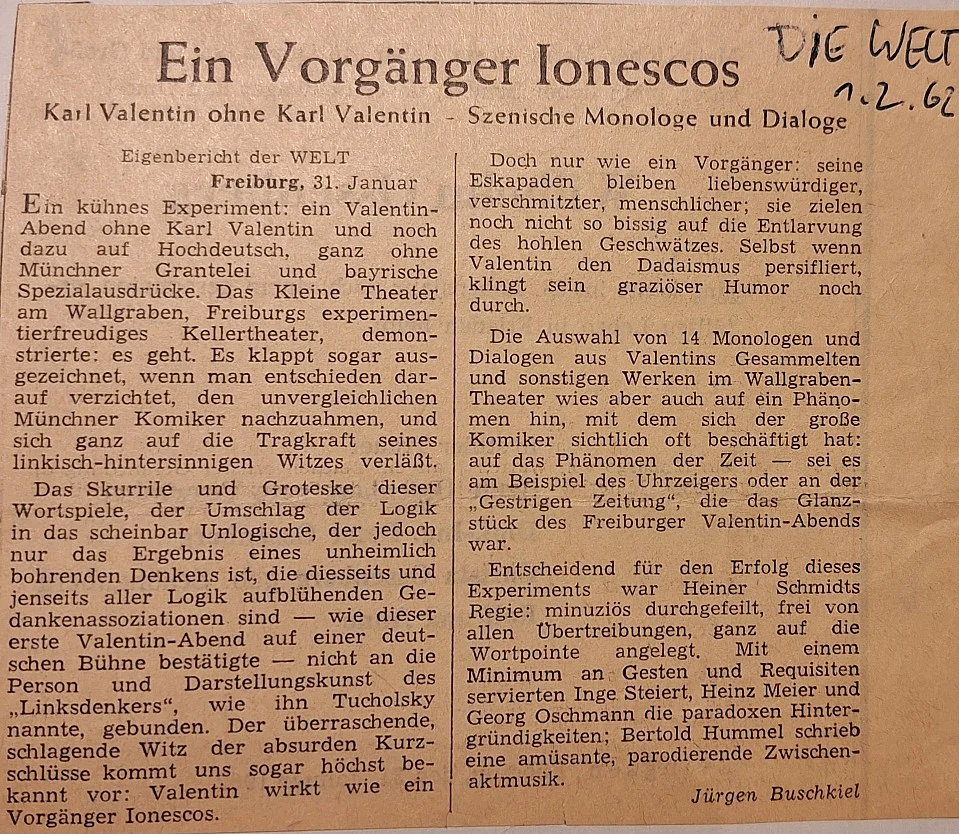 Ein Vorgänger Ionescos
DIE WELT
1.2.62
Karl Valentin ohne Karl Valentin - Szenische Monologe und Dialoge
Eigenbericht der WELT
Freiburg, 31. Januar
Ein kühnes Experiment: ein Valentin-
Abend ohne Karl Valentin und noch
dazu auf Hochdeutsch, ganz ohne
Münchner Grantelei und bayrische
Spezialausdrücke. Das Kleine Theater
am Wallgraben, Freiburgs experimen-
tierfreudiges Kellertheater, demon-
strierte: es geht. Es klappt sogar aus-
gezeichnet, wenn man entschieden dar-
auf verzichtet, den unvergleichlichen
Münchner Komiker nachzuahmen, und
sich ganz auf die Tragkraft seines
linkisch-hintersinnigen Witzes verläßt.
Das Skurrile und Groteske dieser
Wortspiele, der Umschlag der Logik
in das scheinbar Unlogische, der jedoch
nur das Ergebnis eines unheimlich
bohrenden Denkens ist, die diesseits und
jenseits aller Logik aufblühenden Ge-
dankenassoziationen sind — wie dieser
erste Valentin-Abend auf einer deut-
schen Bühne bestätigte — nicht an die
Person und Darstellungskunst des
„Linksdenkers“, wie ihn Tucholsky
nannte, gebunden. Der überraschende,
schlagende Witz der absurden Kurz-
schlüsse kommt uns sogar höchst be-
kannt vor: Valentin wirkt wie ein
Vorgänger Ionescos.
Doch nur wie ein Vorgänger: seine
Eskapaden bleiben liebenswürdiger,
verschmitzter, menschlicher; sie zielen
noch nicht so bissig auf die Entlarvung
des hohlen Geschwätzes. Selbst wenn
Valentin den Dadaismus persifliert,
klingt sein graziöser Humor noch
durch.
Die Auswahl von 14 Monologen und
Dialogen aus Valentins Gesammelten
und sonstigen Werken im Wallgraben-
Theater wies aber auch auf ein Phäno-
men hin, mit dem sich der große
Komiker sichtlich oft beschäftigt hat:
auf das Phänomen der Zeit — sei es
am Beispiel des Uhrzeigers oder an der
„Gestrigen Zeitung“, die das Glanz-
stück des Freiburger Valentin-Abends
war.
Entscheidend für den Erfolg dieses
Experiments war Heiner Schmidts
Regie: minuziös durchgefeilt, frei von
allen Übertreibungen, ganz auf die
Wortpointe angelegt. Mit einem
Minimum an Gesten und Requisiten
servierten Inge Steiert, Heinz Meier und
Georg Oschmann die paradoxen Hinter-
gründigkeiten; Bertold Hummel schrieb
eine amüsante, parodierende Zwischen-
aktmusik.
Jürgen Buschkiel